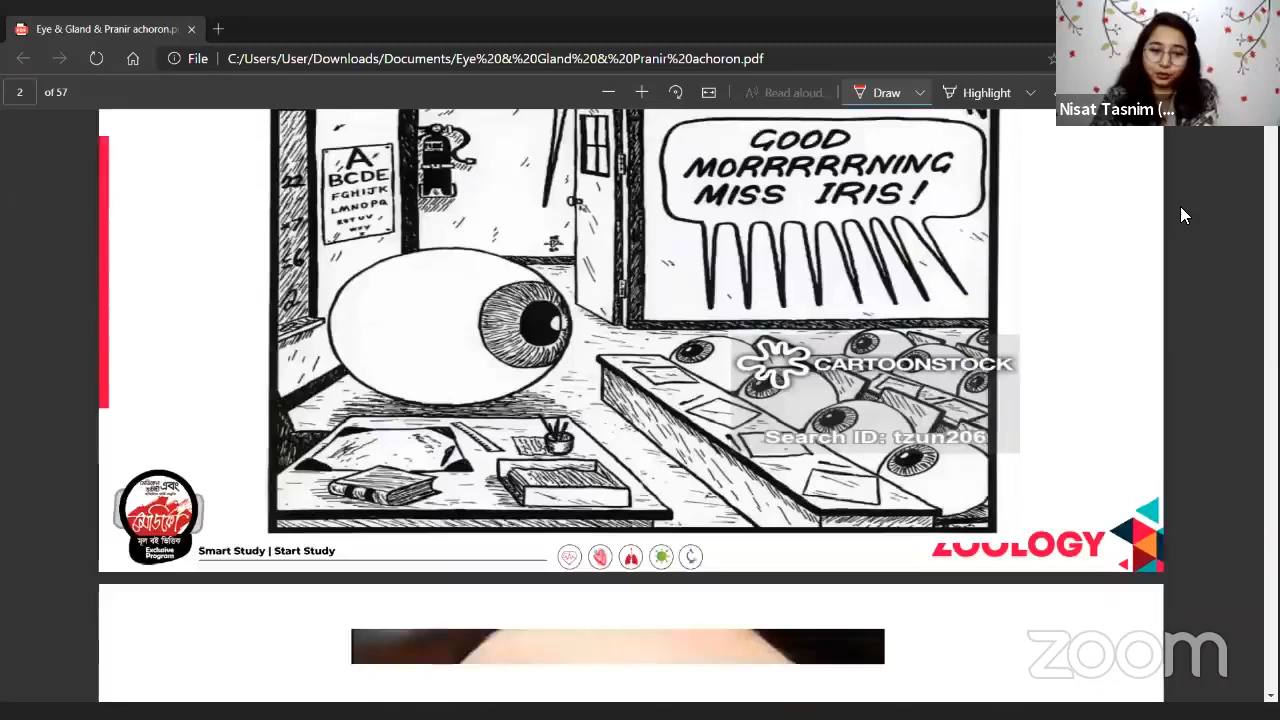 Eye & Gland & Pranir achoron.p
File
C:/Users/User/Downloads/Documents/Eye%20&%20Gland%20&%20Pranir%20achoron.pdf
2 of 57
Read aloud
Draw
Highlight
Nisat Tasnim (...
A
BCDE
FGHIJK
LMNOPQ
GOOD
MORRRRRNING
MISS IRIS!
CARTOONSTOCK
Search ID: tzun206
এবং
মূল বই ভিত্তিক
Exclusive
Program
Smart Study | Start Study
ZOOLOGY
zoom